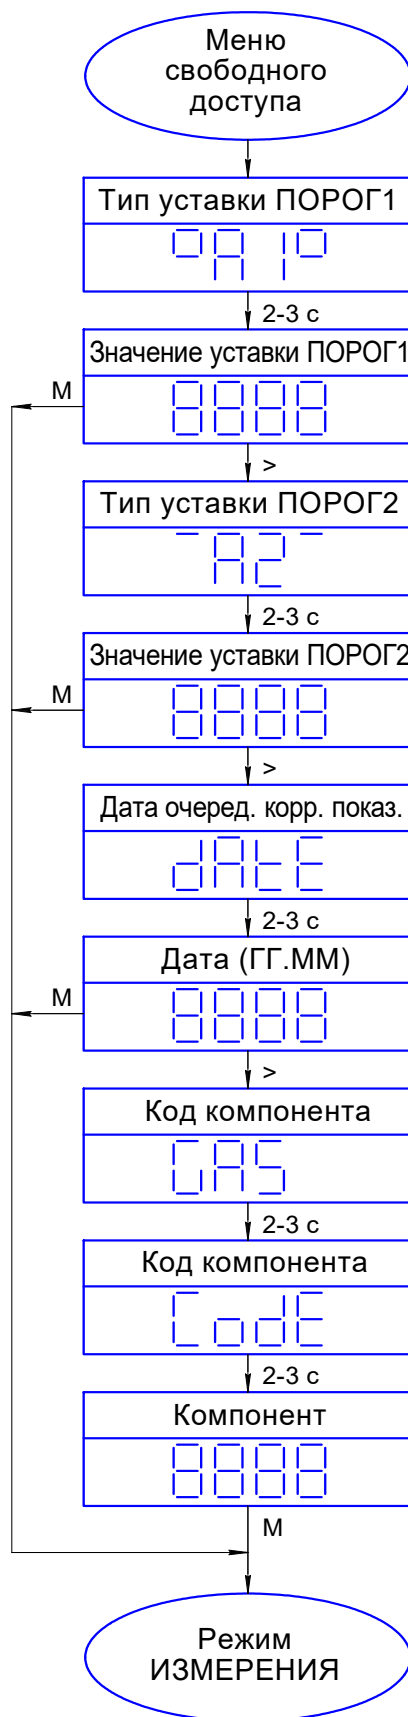 Меню
свободного
доступа
Тип уставки ПОРОГ1
°A1°
2-3 с
Значение уставки ПОРОГ1
М
8888
>
Тип уставки ПОРОГ2
¯A2¯
2-3 с
Значение уставки ПОРОГ2
М
8888
>
Дата очеред. корр. показ.
dAtE
2-3 с
Дата (ГГ.ММ)
М
8888
>
Код компонента
GAS
2-3 с
Код компонента
CodE
2-3 с
Компонент
8888
М
Режим
ИЗМЕРЕНИЯ